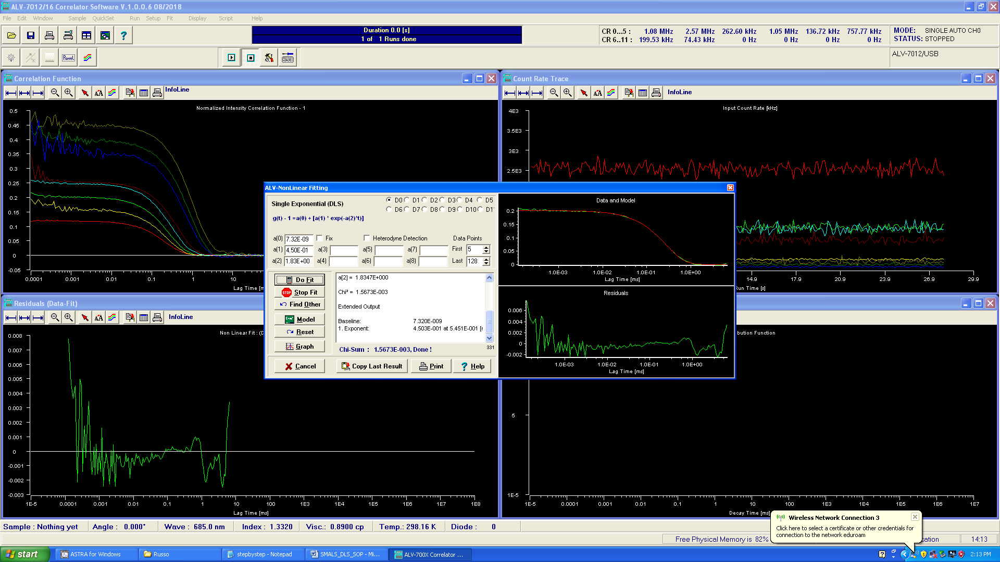 ALV-7012/16 Correlator Software V.1.0.0.6 08/2018
File Edit Window Sample QuickSet Run Setup Fit Display Script Help
Duration 0.0 [s]
1 of 1 Runs done
CR 0...5 : 1.08 MHz 2.57 MHz 262.60 kHz 1.05 MHz 136.72 kHz 757.77 kHz
CR 6...11 : 199.53 kHz 74.43 kHz 0 Hz 0 Hz 0 Hz 0 Hz
MODE: SINGLE AUTO CH0
STATUS: STOPPED
Panel
ALV-7012/USB
Correlation Function
InfoLine
Normalized Intensity Correlation Function - 1
0.5
0.45
0.4
0.35
0.3
0.25
0.2
0.15
0.1
0.05
0
-0.05
0.0001 0.001 0.01 0.1 1 10
Lag Time [m
Count Rate Trace
InfoLine
Input Count Rate [kHz]
4E3
3.5E3
3E3
2.5E3
14.9 17.9 20.9 23.9 26.9 29.9
Run Time [s]
ALV-NonLinear Fitting
Single Exponential (DLS)
g(t) - 1 =a(0) + [a(1) * exp(-a(2)*t)]
D0 D1 D2 D3 D4 D5
D6 D7 D8 D9 D10 D1
a(0) 7.32E-09 Fix Heterodyne Detection Data Points
a(1) 4.50E-01 a(3) a(5) a(7) First 5
a(2) 1.83E+00 a(4) a(6) a(8) Last 128
Do Fit
STOP Stop Fit
Find Other
Model
Reset
Graph
a[2] = 1.8347E+000
Chi² = 1.5673E-003
Extended Output
Baseline: 7.320E-009
1. Exponent: 4.503E-001 at 5.451E-001 [
Chi-Sum : 1.5673E-003, Done !
331
Cancel Copy Last Result Print Help
Data and Model
0.2
0.15
0.1
0.05
0
1.0E-03 1.0E-02 1.0E-01 1.0E+00
Lag Time [ms]
Residuals
0.006
0.004
0.002
0
-0.002
1.0E-03 1.0E-02 1.0E-01 1.0E+00
Lag Time [ms]
Residuals (Data-Fit)
InfoLine
Non Linear Fit : (D
0.008
0.007
0.006
0.005
0.004
0.003
0.002
0.001
0
-0.001
-0.002
-0.003
1E-5 0.0001 0.001 0.01 0.1 1 10 100 1E3 1E4 1E5 1E6 1E7 1E8
Lag Time [ms]
bution Function
5
1E-5
1E-5 0.0001 0.001 0.01 0.1 1 10 100 1E3 1E4 1E5 1E6 1E7
Decay Time [ms]
Wireless Network Connection 3
Click here to select a certificate or other credentials for
connection to the network eduroam
Sample : Nothing yet Angle : 0.000° Wave : 685.0 nm Index : 1.3320 Visc.: 0.8900 cp Temp.: 298.16 K Diode : 0
Free Physical Memory is 82% cation 14:13
start ASTRA for Windows Russo stepbystep - Notepad SMALS_DLS_SOP - Mi... ALV-700X Correlator ... 2:13 PM